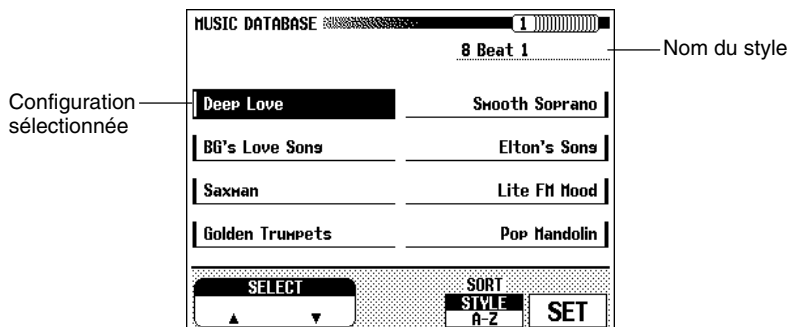 MUSIC DATABASE
1
8 Beat 1
Nom du style
Configuration
sélectionnée
Deep Love
Smooth Soprano
BG's Love Song
Elton's Song
Saxman
Lite FM Mood
Golden Trumpets
Pop Mandolin
SELECT
SORT
STYLE
A-Z
SET